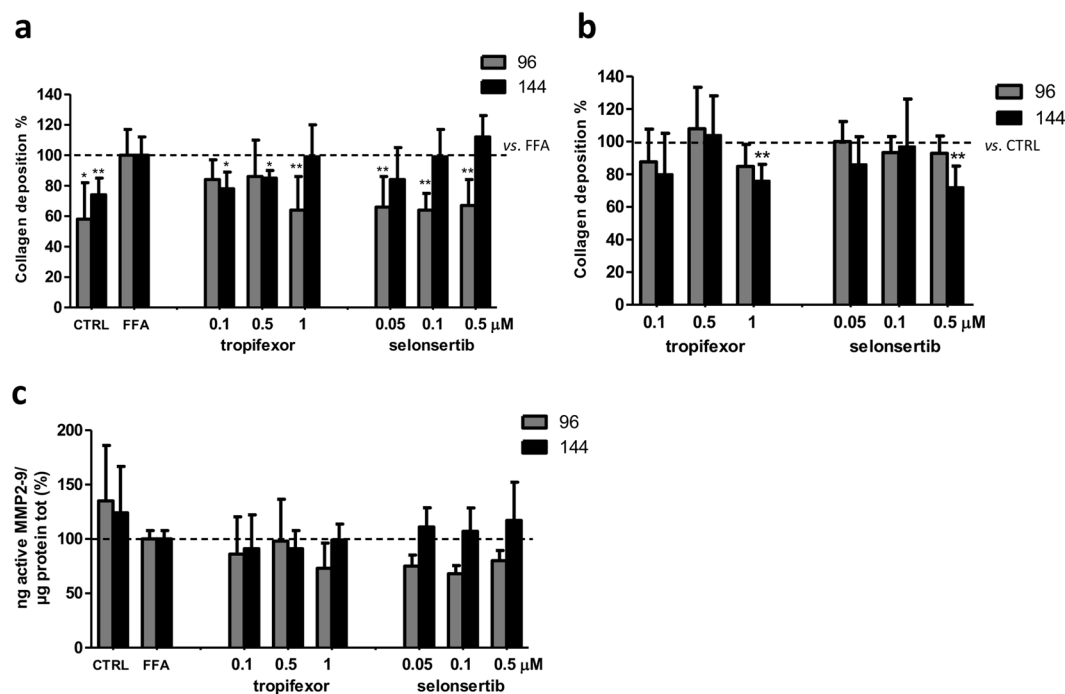 a
96
144
Collagen deposition %
140
120
100
80
60
40
20
0
vs. FFA
* ** * * ** ** ** **
CTRL FFA 0.1 0.5 1 0.05 0.1 0.5 μM
tropifexor selonsertib
b
96
144
Collagen deposition %
140
120
100
80
60
40
20
0
vs. CTRL
** **
0.1 0.5 1 0.05 0.1 0.5 μM
tropifexor selonsertib
c
96
144
ng active MMP2-9/
μg protein tot (%)
200
150
100
50
0
CTRL FFA 0.1 0.5 1 0.05 0.1 0.5 μM
tropifexor selonsertib